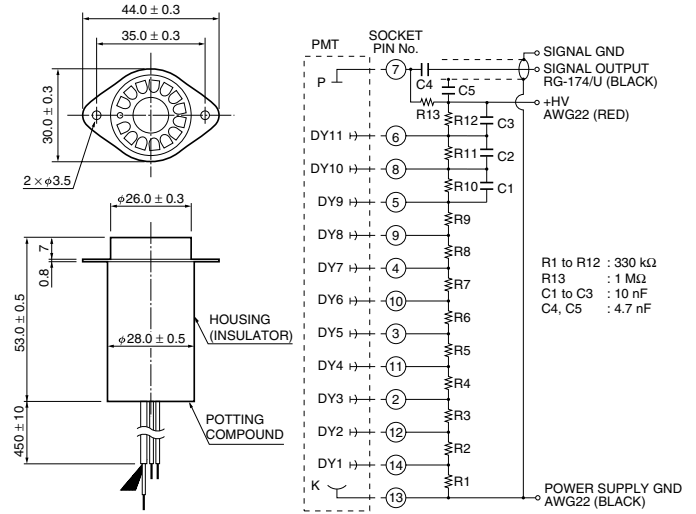 44.0 ± 0.3
35.0 ± 0.3
30.0 ± 0.3
2 × φ3.5
φ26.0 ± 0.3
7
0.8
53.0 ± 0.5
φ28.0 ± 0.5
HOUSING
(INSULATOR)
450 ± 10
POTTING
COMPOUND
PMT
SOCKET
PIN No.
P
7
C4
C5
R13
SIGNAL GND
SIGNAL OUTPUT
RG-174/U (BLACK)
+HV
AWG22 (RED)
R12
C3
DY11
6
R11
C2
DY10
8
R10
C1
DY9
5
R9
DY8
9
R8
DY7
4
R7
DY6
10
R6
DY5
3
R5
DY4
11
R4
DY3
2
R3
DY2
12
R2
DY1
14
R1
K
13
POWER SUPPLY GND
AWG22 (BLACK)
R1 to R12 : 330 kΩ
R13 : 1 MΩ
C1 to C3 : 10 nF
C4, C5 : 4.7 nF